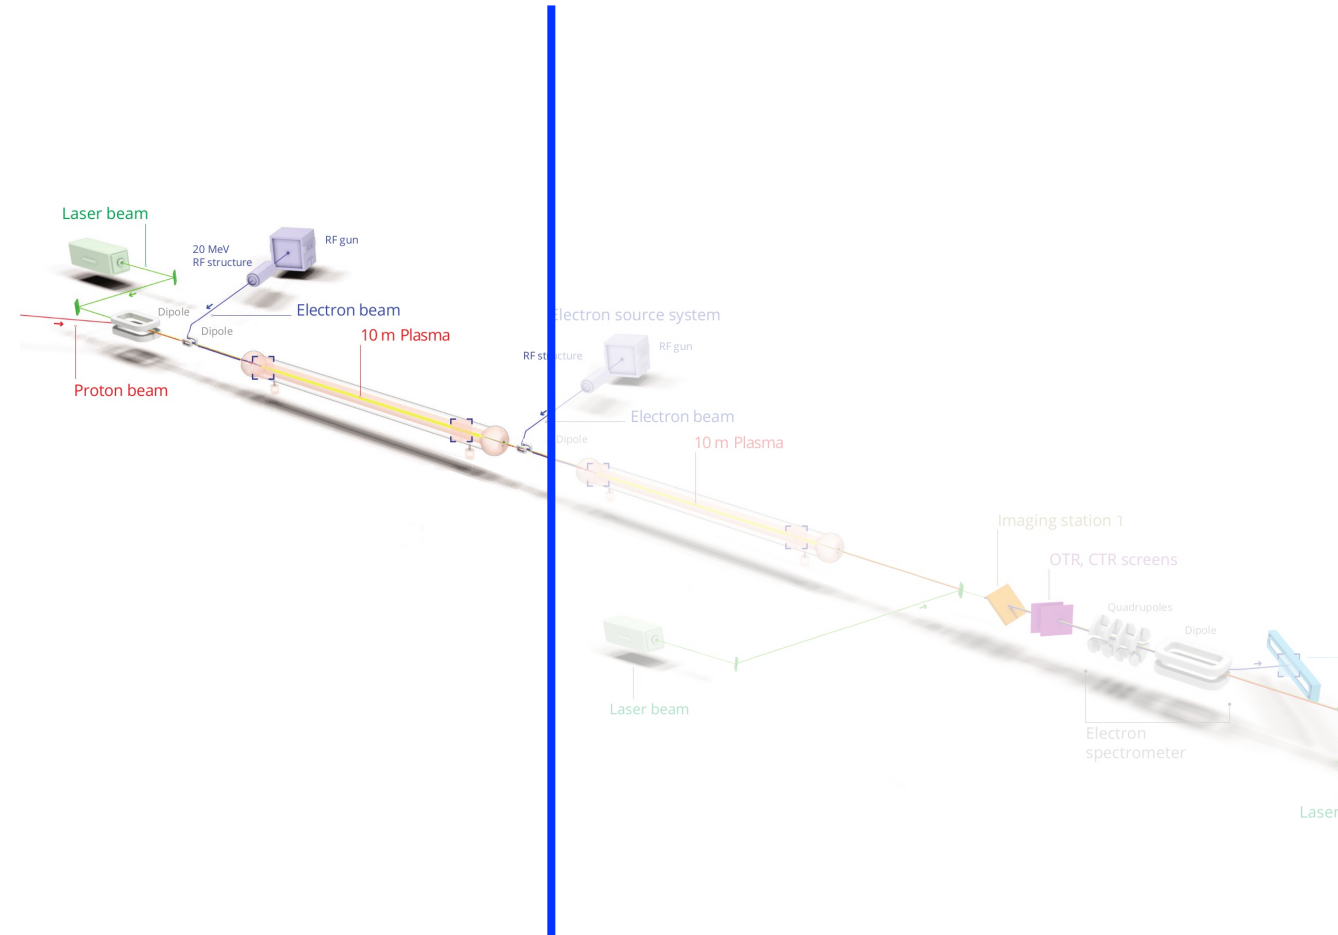 Laser beam
20 MeV
RF structure
RF gun
Dipole
Electron beam
Dipole
10 m Plasma
Proton beam
Electron source system
RF structure
RF gun
Electron beam
Dipole
10 m Plasma
Imaging station 1
OTR, CTR screens
Quadrupoles
Dipole
Laser beam
Electron
spectrometer
Laser